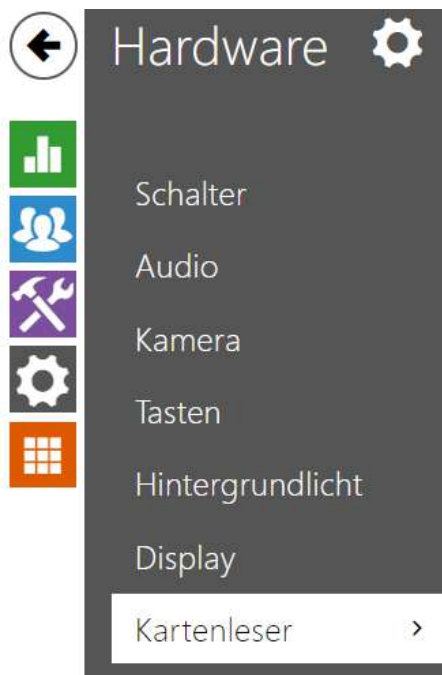 Hardware
Schalter
Audio
Kamera
Tasten
Hintergrundlicht
Display
Kartenleser